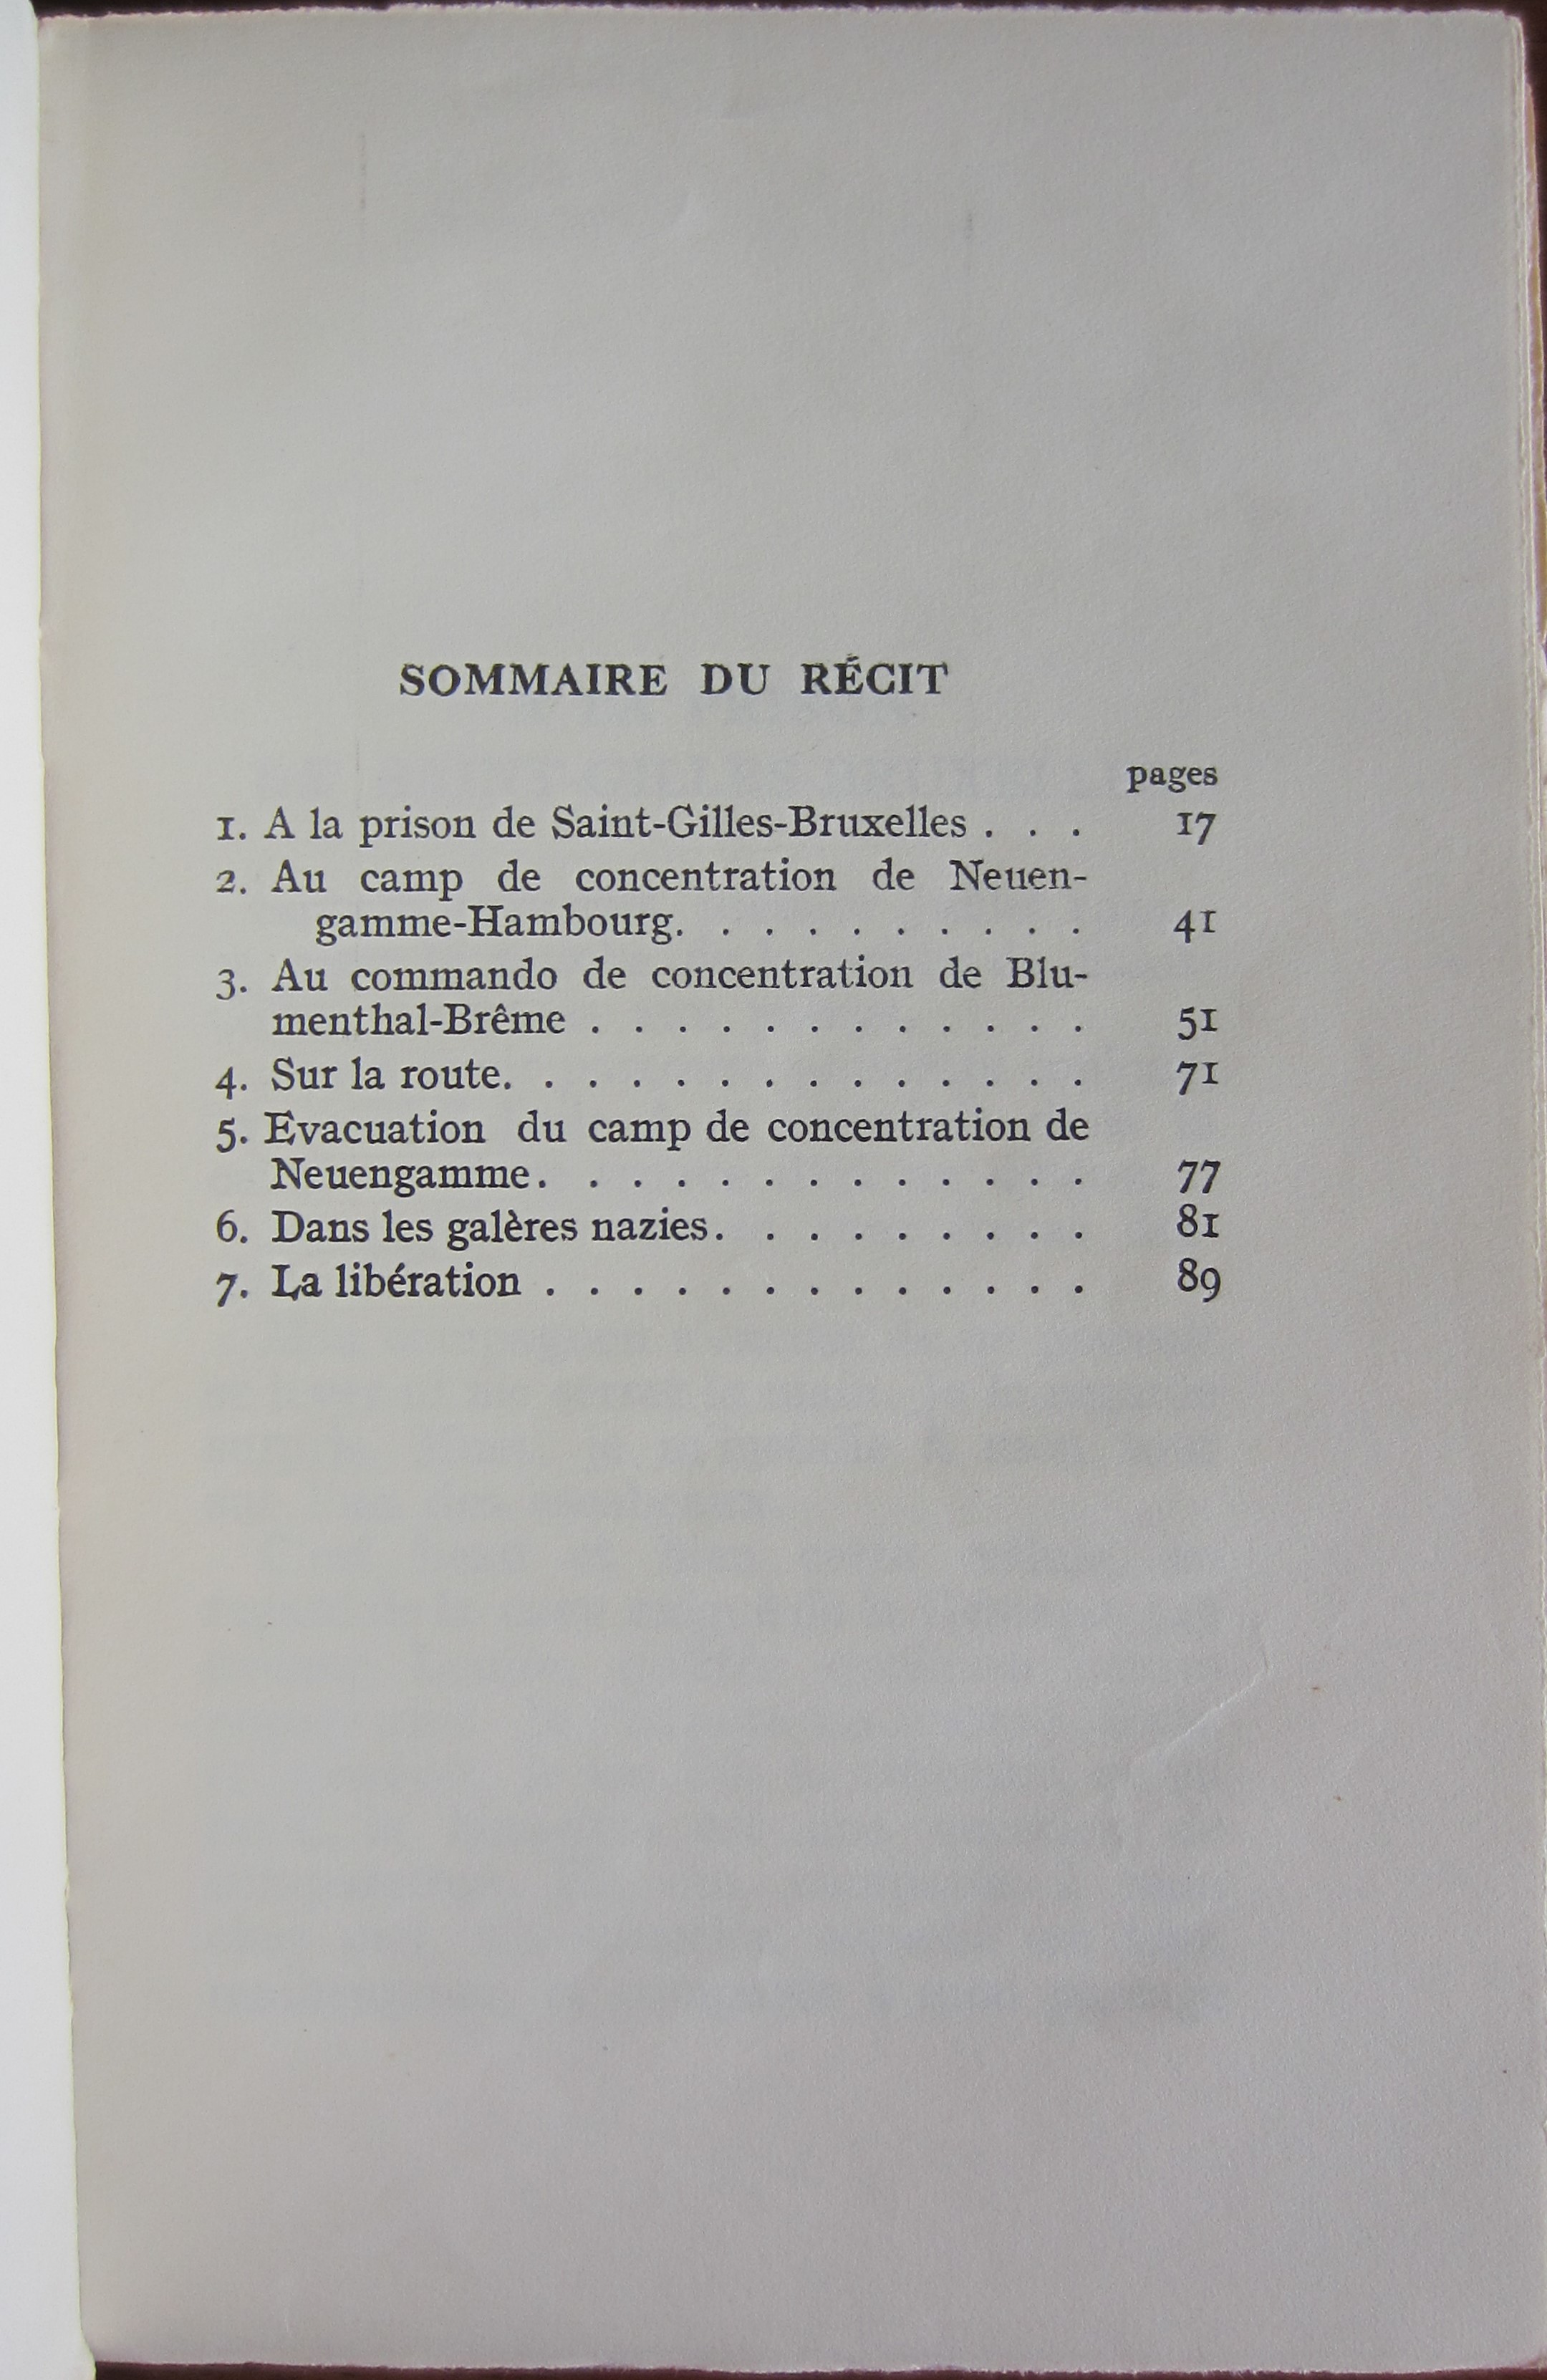 SOMMAIRE DU RÉCIT
pages
1. A la prison de Saint-Gilles-Bruxelles . . . 17
2. Au camp de concentration de Neuen-
gamme-Hambourg. . . . . . . . . . 41
3. Au commando de concentration de Blu-
menthal-Brême . . . . . . . . . . . . 51
4. Sur la route. . . . . . . . . . . . . . 71
5. Evacuation du camp de concentration de
Neuengamme. . . . . . . . . . . . . 77
6. Dans les galères nazies. . . . . . . . . 81
7. La libération . . . . . . . . . . . . . 89